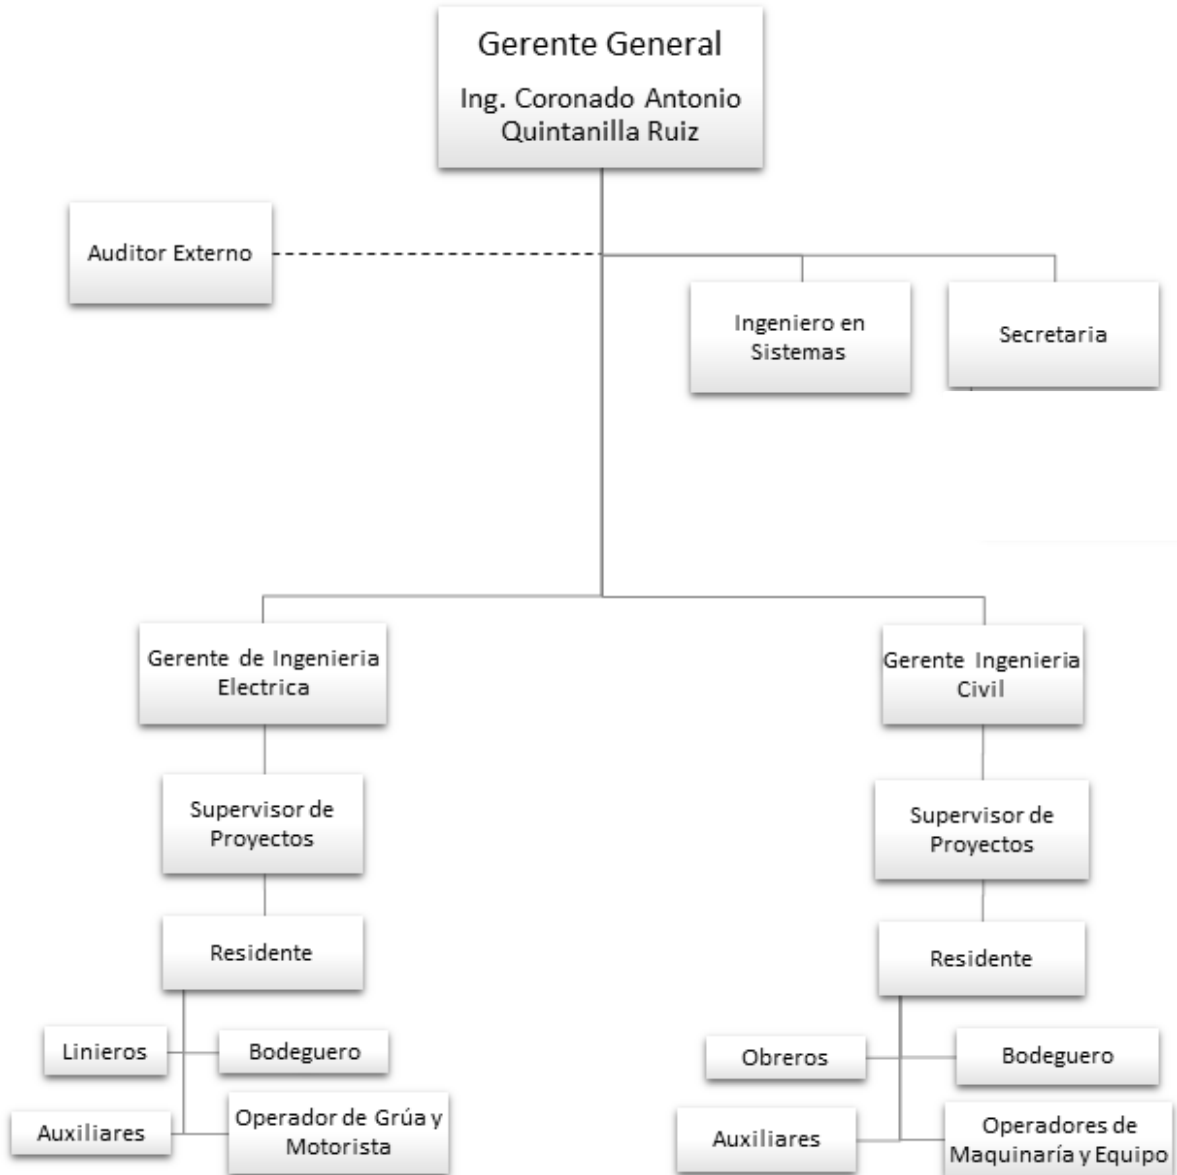 Gerente General
Ing. Coronado Antonio
Quintanilla Ruiz
Auditor Externo
Ingeniero en
Sistemas
Secretaria
Gerente de Ingenieria
Electrica
Gerente Ingenieria
Civil
Supervisor de
Proyectos
Supervisor de
Proyectos
Residente
Residente
Linieros
Bodeguero
Obreros
Bodeguero
Auxiliares
Operador de Grúa y
Motorista
Auxiliares
Operadores de
Maquinaría y Equipo